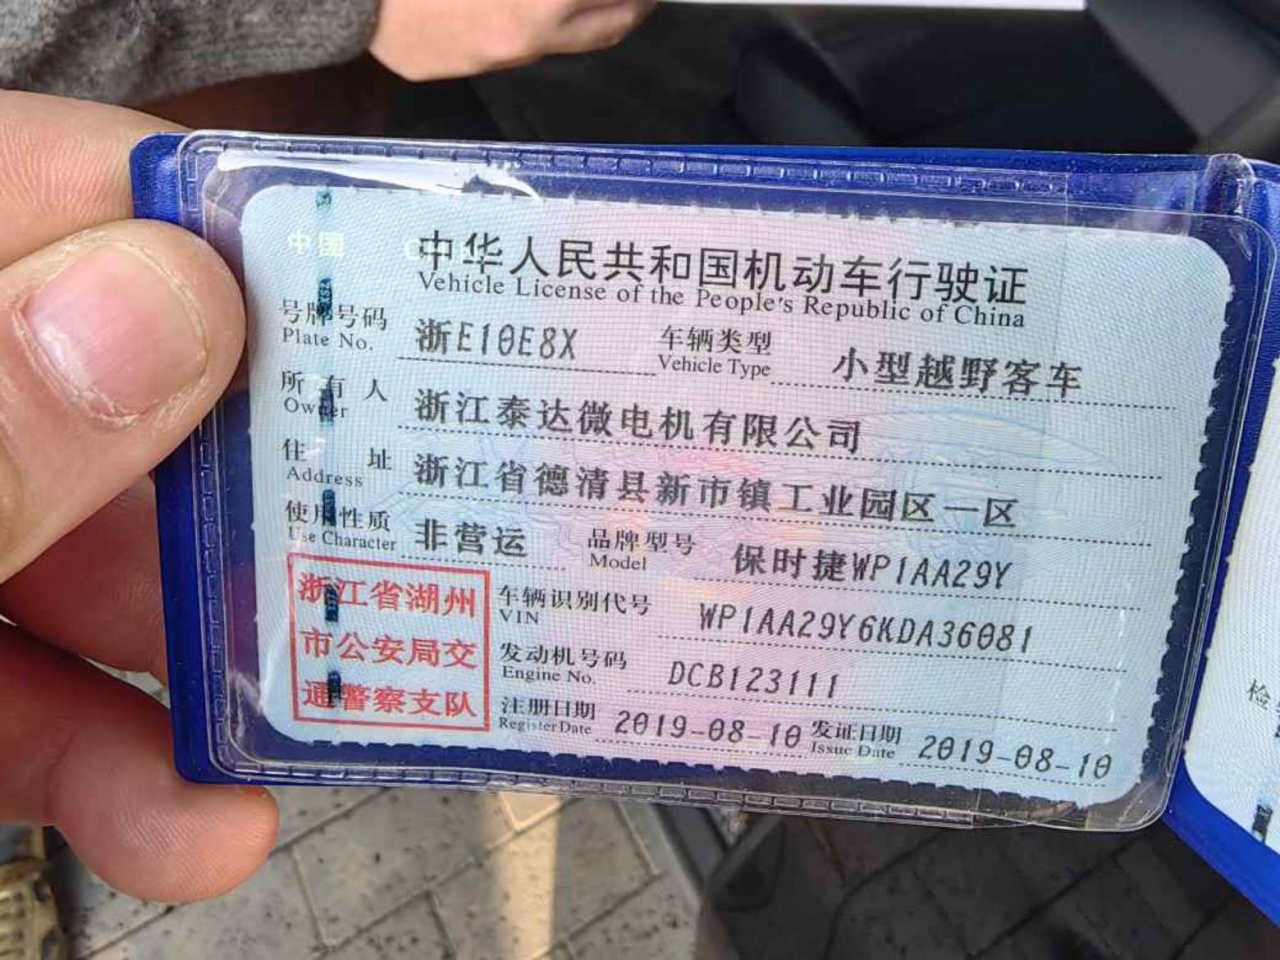 中国
中华人民共和国机动车行驶证
Vehicle License of the People's Republic of China
号牌号码 浙E10E8X 车辆类型 小型越野客车
Plate No. Vehicle Type
所有人 浙江泰达微电机有限公司
Owner
住址 浙江省德清县新市镇工业园区一区
Address
使用性质 非营运 品牌型号 保时捷WP1AA29Y
Use Character Model
浙江省湖州
市公安局交
通警察支队
车辆识别代号 WP1AA29Y6KDA36081
VIN
发动机号码 DCB123111
Engine No.
注册日期 2019-08-10 发证日期 2019-08-10
Register Date Issue Date
检